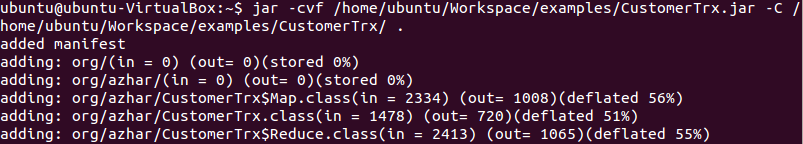 ubuntu@ubuntu-VirtualBox:~$ jar -cvf /home/ubuntu/Workspace/examples/CustomerTrx.jar -C /
home/ubuntu/Workspace/examples/CustomerTrx/ .
added manifest
adding: org/(in = 0) (out= 0)(stored 0%)
adding: org/azhar/(in = 0) (out= 0)(stored 0%)
adding: org/azhar/CustomerTrx$Map.class(in = 2334) (out= 1008)(deflated 56%)
adding: org/azhar/CustomerTrx.class(in = 1478) (out= 720)(deflated 51%)
adding: org/azhar/CustomerTrx$Reduce.class(in = 2413) (out= 1065)(deflated 55%)